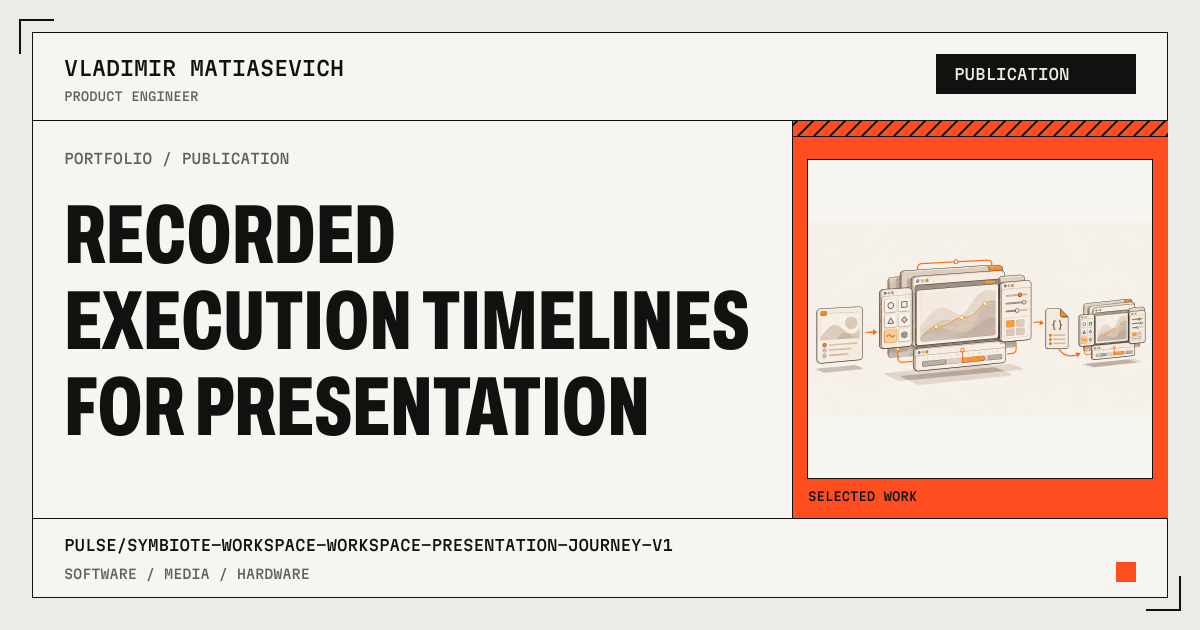 VLADIMIR MATIASEVICH
PRODUCT ENGINEER
PUBLICATION
PORTFOLIO / PUBLICATION
RECORDED
EXECUTION TIMELINES
FOR PRESENTATION
{}
SELECTED WORK
PULSE/SYMBIOTE–WORKSPACE–WORKSPACE–PRESENTATION–JOURNEY–V1
SOFTWARE / MEDIA / HARDWARE